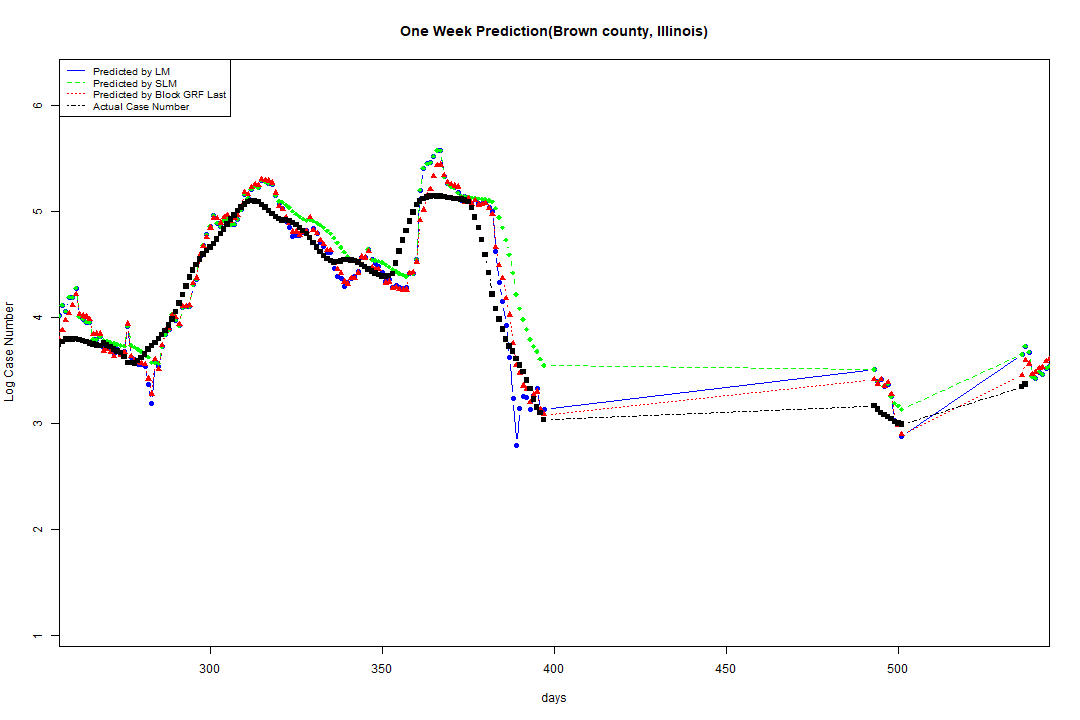 One Week Prediction(Brown county, Illinois)
Predicted by LM
Predicted by SLM
Predicted by Block GRF Last
Actual Case Number
6
5
4
3
2
1
Log Case Number
300
350
400
450
500
days